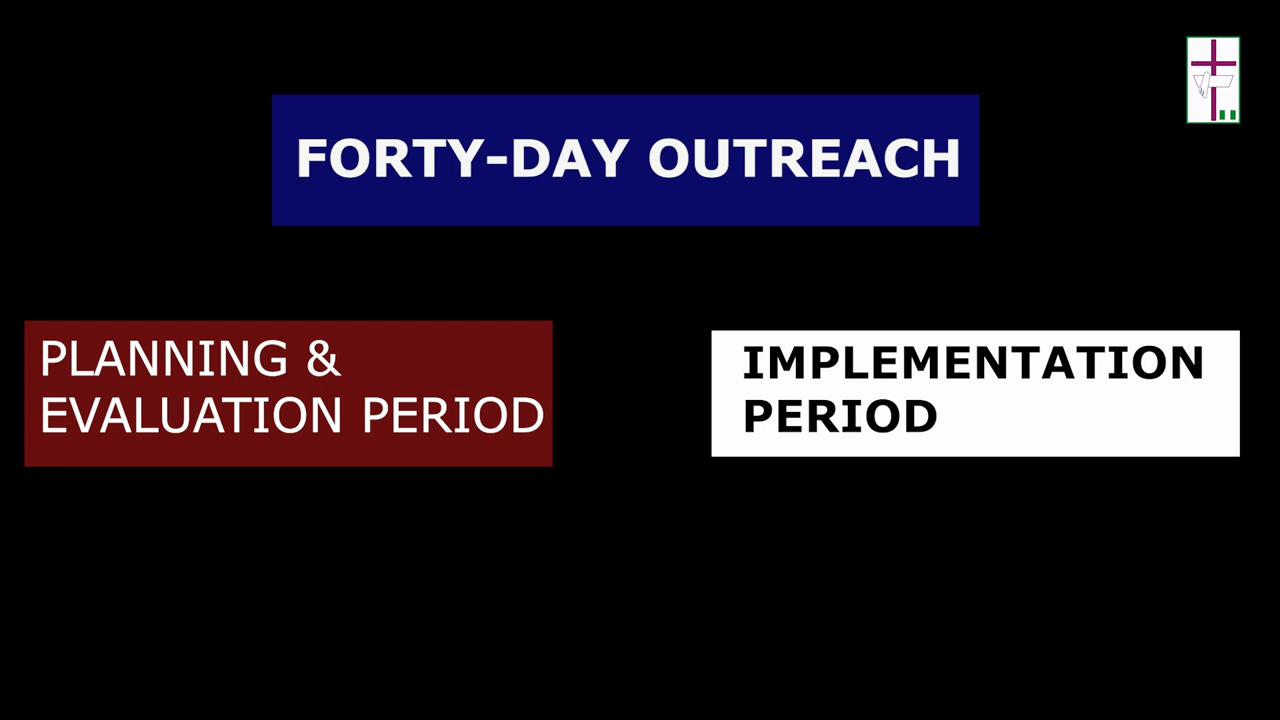 FORTY-DAY OUTREACH
PLANNING &
EVALUATION PERIOD
IMPLEMENTATION
PERIOD